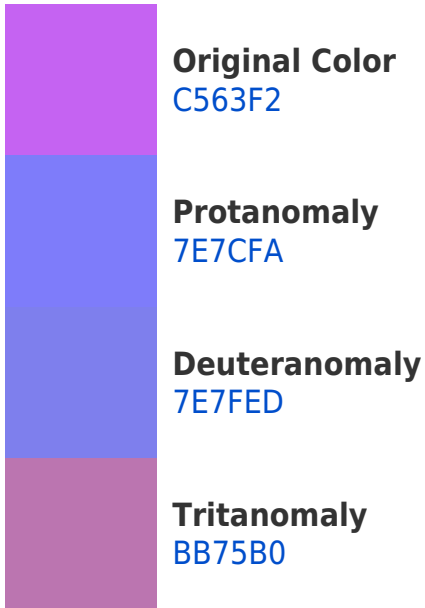 Original Color
C563F2
Protanomaly
7E7CFA
Deuteranomaly
7E7FED
Tritanomaly
BB75B0